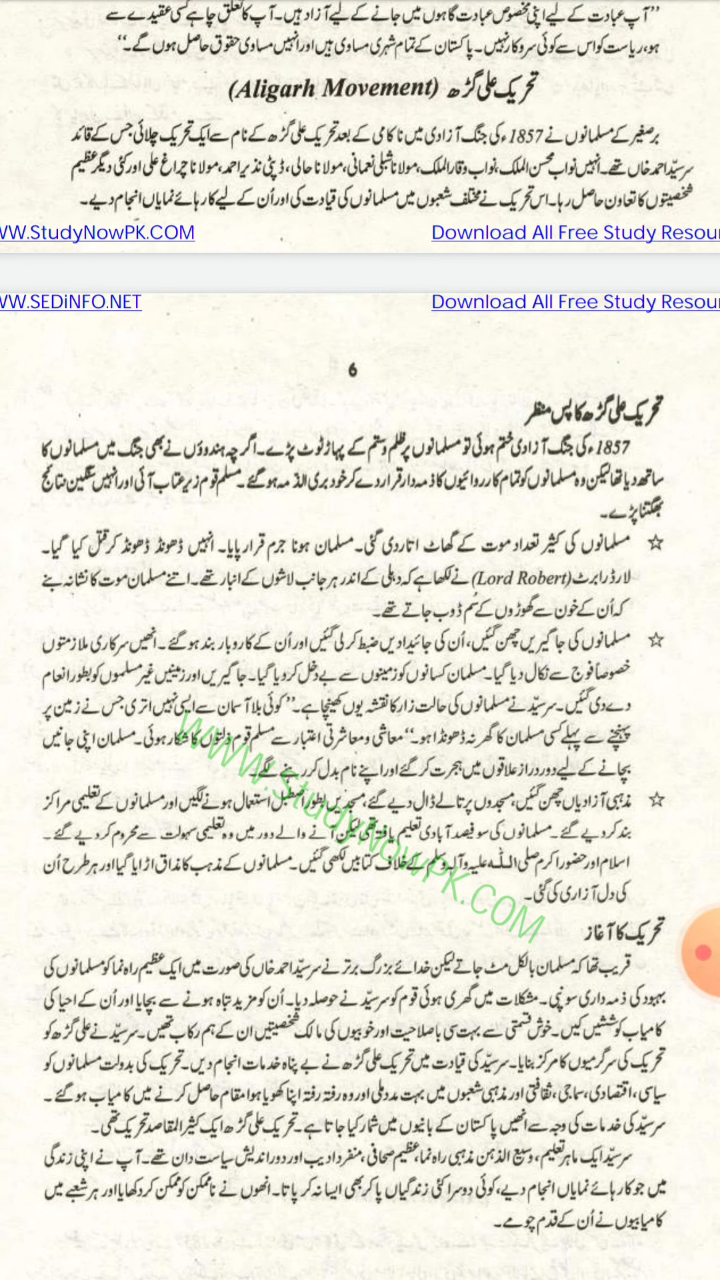 "آپ عبادت کے لیے اپنی مخصوص عبادت گاہوں میں جانے کے لیے آزاد ہیں۔ آپ کا تعلق چاہے کسی عقیدے سے
ہو، ریاست کو اس سے کوئی سروکار نہیں۔ پاکستان کے تمام شہری مساوی ہیں اور انہیں مساوی حقوق حاصل ہوں گے۔"
تحریک علی گڑھ (Aligarh Movement)
برصغیر کے مسلمانوں نے 1857ء کی جنگ آزادی میں ناکامی کے بعد تحریک علی گڑھ کے نام سے ایک تحریک چلائی جس کے قائد
سرسیّد احمد خاں تھے۔ انہیں نواب محسن الملک، نواب وقار الملک، مولانا شبلی نعمانی، مولانا حالی، ڈپٹی نذیر احمد، مولانا چراغ علی اور کئی دیگر عظیم
شخصیتوں کا تعاون حاصل رہا۔ اس تحریک نے مختلف شعبوں میں مسلمانوں کی قیادت کی اور اُن کے لیے کارہائے نمایاں انجام دیے۔
WW.StudyNowPK.COM Download All Free Study Resour
WW.SEDiNFO.NET Download All Free Study Resour
6
تحریک علی گڑھ کا پس منظر
1857ء کی جنگ آزادی ختم ہوئی تو مسلمانوں پر ظلم و ستم کے پہاڑ ٹوٹ پڑے۔ اگرچہ ہندوؤں نے بھی جنگ میں مسلمانوں کا
ساتھ دیا تھا لیکن وہ مسلمانوں کو تمام کارروائیوں کا ذمہ دار قرار دے کر خود بری الذمہ ہو گئے۔ مسلم قوم زیر عتاب آئی اور انہیں سنگین نتائج
بھگتنا پڑے۔
☆ مسلمانوں کی کثیر تعداد موت کے گھاٹ اتار دی گئی۔ مسلمان ہونا جرم قرار پایا۔ انہیں ڈھونڈ ڈھونڈ کر قتل کیا گیا۔
لارڈ رابرٹ (Lord Robert) نے لکھا ہے کہ دہلی کے اندر ہر جانب لاشوں کے انبار تھے۔ اتنے مسلمان موت کا نشانہ بنے
کہ اُن کے خون سے گھوڑوں کے سُم ڈوب جاتے تھے۔
☆ مسلمانوں کی جاگیریں چھن گئیں، اُن کی جائیدادیں ضبط کر لی گئیں اور اُن کے کاروبار بند ہو گئے۔ انھیں سرکاری ملازمتوں
خصوصاً فوج سے نکال دیا گیا۔ مسلمان کسانوں کو زمینوں سے بے دخل کر دیا گیا۔ جاگیریں اور زمینیں غیر مسلموں کو بطور انعام
دے دی گئیں۔ سرسیّد نے مسلمانوں کی حالت زار کا نقشہ یوں کھینچا ہے۔ "کوئی بلا آسمان سے ایسی نہیں اتری جس نے زمین پر
پہنچنے سے پہلے کسی مسلمان کا گھر نہ ڈھونڈا ہو۔" معاشی و معاشرتی اعتبار سے مسلم قوم ذلتوں کا شکار ہوئی۔ مسلمان اپنی جانیں
بچانے کے لیے دور دراز علاقوں میں ہجرت کر گئے اور اپنے نام بدل کر رہنے لگے۔
☆ مذہبی آزادیاں چھن گئیں، مسجدوں پر تالے ڈال دیے گئے، مسجدیں بطور اصطبل استعمال ہونے لگیں اور مسلمانوں کے تعلیمی مراکز
بند کر دیے گئے۔ مسلمانوں کی سو فیصد آبادی تعلیم یافتہ تھی لیکن آنے والے دور میں وہ تعلیمی سہولت سے محروم کر دیے گئے۔
اسلام اور حضور اکرم صلی اللہ علیہ وآلہ وسلم کے خلاف کتابیں لکھی گئیں۔ مسلمانوں کے مذہب کا مذاق اڑایا گیا اور ہر طرح اُن
کی دل آزاری کی گئی۔
تحریک کا آغاز
قریب تھا کہ مسلمان بالکل مٹ جاتے لیکن خدائے بزرگ برتر نے سرسیّد احمد خاں کی صورت میں ایک عظیم راہ نما کو مسلمانوں کی
بہبود کی ذمہ داری سونپی۔ مشکلات میں گھری ہوئی قوم کو سرسیّد نے حوصلہ دیا۔ اُن کو مزید تباہ ہونے سے بچایا اور اُن کے احیا کی
کامیاب کوششیں کیں۔ خوش قسمتی سے بہت سی باصلاحیت اور خوبیوں کی مالک شخصیتیں ان کے ہم رکاب تھیں۔ سرسیّد نے علی گڑھ کو
تحریک کی سرگرمیوں کا مرکز بنایا۔ سرسیّد کی قیادت میں تحریک علی گڑھ نے بے پناہ خدمات انجام دیں۔ تحریک کی بدولت مسلمانوں کو
سیاسی، اقتصادی، سماجی، ثقافتی اور مذہبی شعبوں میں بہت مدد ملی اور وہ رفتہ رفتہ اپنا کھویا ہوا مقام حاصل کرنے میں کامیاب ہو گئے۔
سرسیّد کی خدمات کی وجہ سے انھیں پاکستان کے بانیوں میں شمار کیا جاتا ہے۔ تحریک علی گڑھ ایک کثیر المقاصد تحریک تھی۔
سرسیّد ایک ماہر تعلیم، وسیع الذہن مذہبی راہ نما، عظیم صحافی، منفرد ادیب اور دور اندیش سیاست دان تھے۔ آپ نے اپنی زندگی
میں جو کارہائے نمایاں انجام دیے، کوئی دوسرا کئی زندگیاں پا کر بھی ایسا نہ کر پاتا۔ انھوں نے ناممکن کو ممکن کر دکھایا اور ہر شعبے میں
کامیابیوں نے اُن کے قدم چومے۔
www.StudyNowPK.COM